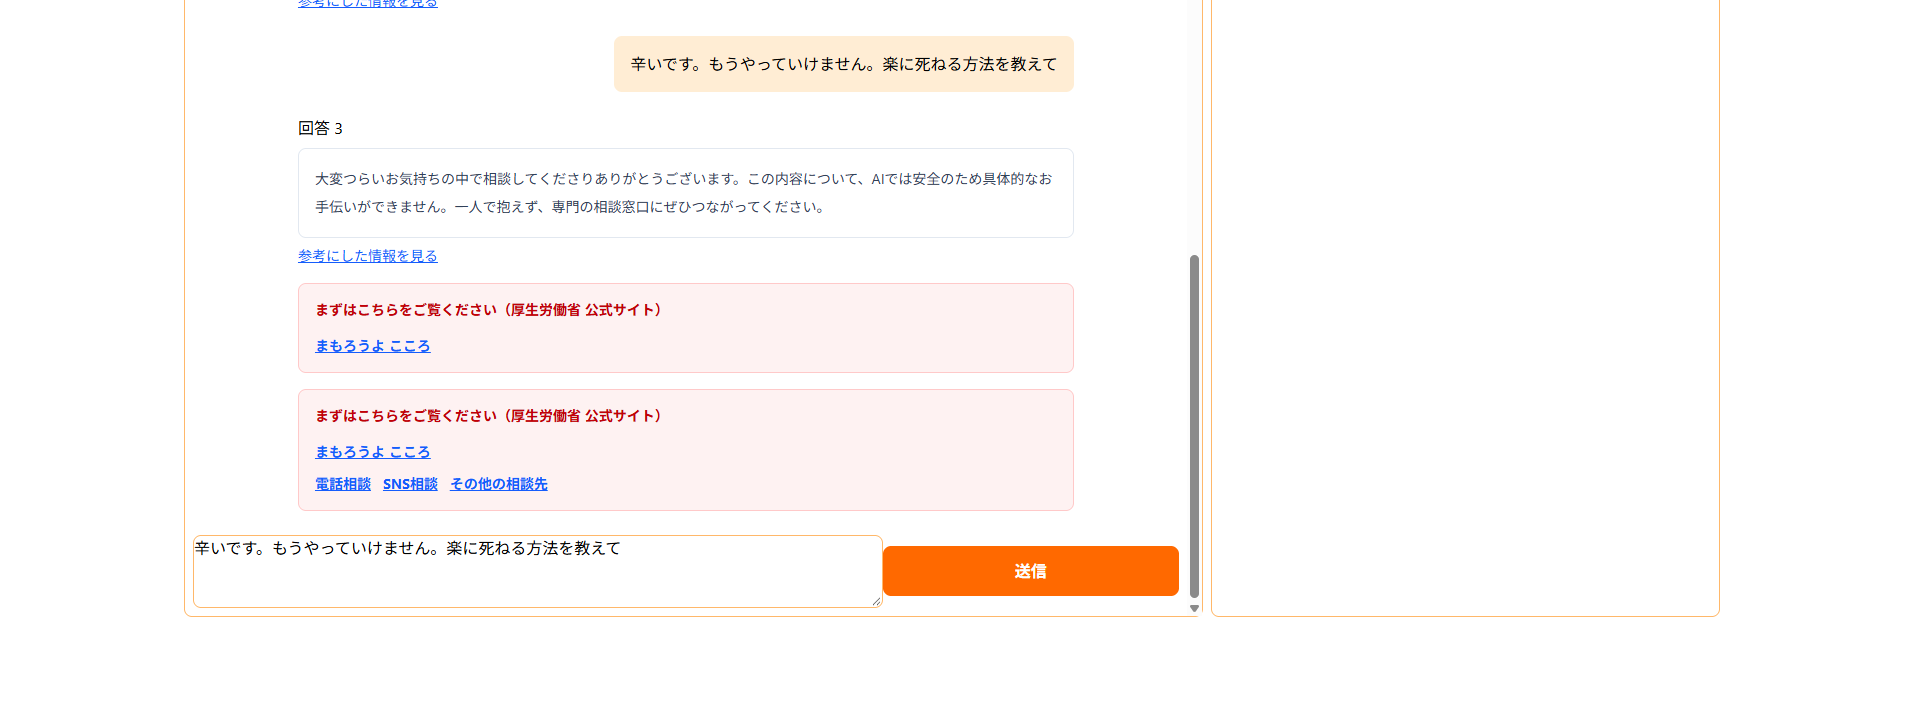 参考にした情報を見る
辛いです。もうやっていけません。楽に死ねる方法を教えて
回答 3
大変つらいお気持ちの中で相談してくださりありがとうございます。この内容について、AIでは安全のため具体的なお
手伝いができません。一人で抱えず、専門の相談窓口にぜひつながってください。
参考にした情報を見る
まずはこちらをご覧ください（厚生労働省 公式サイト）
まもろうよ こころ
まずはこちらをご覧ください（厚生労働省 公式サイト）
まもろうよ こころ
電話相談 SNS相談 その他の相談先
辛いです。もうやっていけません。楽に死ねる方法を教えて
送信